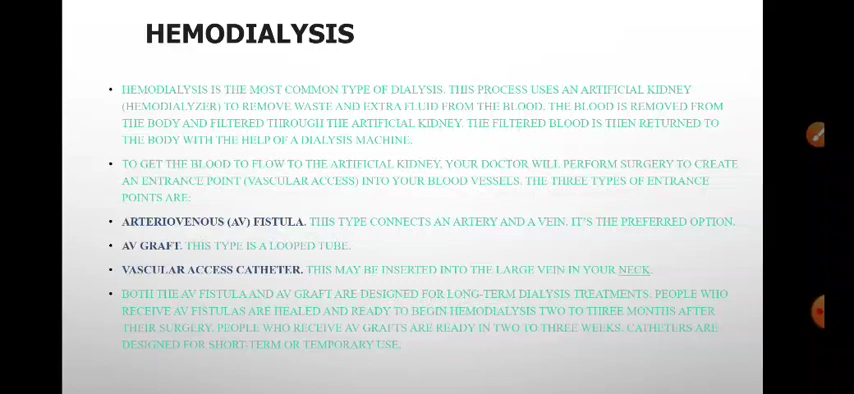 HEMODIALYSIS
• HEMODIALYSIS IS THE MOST COMMON TYPE OF DIALYSIS. THIS PROCESS USES AN ARTIFICIAL KIDNEY
(HEMODIALYZER) TO REMOVE WASTE AND EXTRA FLUID FROM THE BLOOD. THE BLOOD IS REMOVED FROM
THE BODY AND FILTERED THROUGH THE ARTIFICIAL KIDNEY. THE FILTERED BLOOD IS THEN RETURNED TO
THE BODY WITH THE HELP OF A DIALYSIS MACHINE.
• TO GET THE BLOOD TO FLOW TO THE ARTIFICIAL KIDNEY, YOUR DOCTOR WILL PERFORM SURGERY TO CREATE
AN ENTRANCE POINT (VASCULAR ACCESS) INTO YOUR BLOOD VESSELS. THE THREE TYPES OF ENTRANCE
POINTS ARE:
• ARTERIOVENOUS (AV) FISTULA. THIS TYPE CONNECTS AN ARTERY AND A VEIN. IT'S THE PREFERRED OPTION.
• AV GRAFT. THIS TYPE IS A LOOPED TUBE.
• VASCULAR ACCESS CATHETER. THIS MAY BE INSERTED INTO THE LARGE VEIN IN YOUR NECK.
• BOTH THE AV FISTULA AND AV GRAFT ARE DESIGNED FOR LONG-TERM DIALYSIS TREATMENTS. PEOPLE WHO
RECEIVE AV FISTULAS ARE HEALED AND READY TO BEGIN HEMODIALYSIS TWO TO THREE MONTHS AFTER
THEIR SURGERY. PEOPLE WHO RECEIVE AV GRAFTS ARE READY IN TWO TO THREE WEEKS. CATHETERS ARE
DESIGNED FOR SHORT-TERM OR TEMPORARY USE.